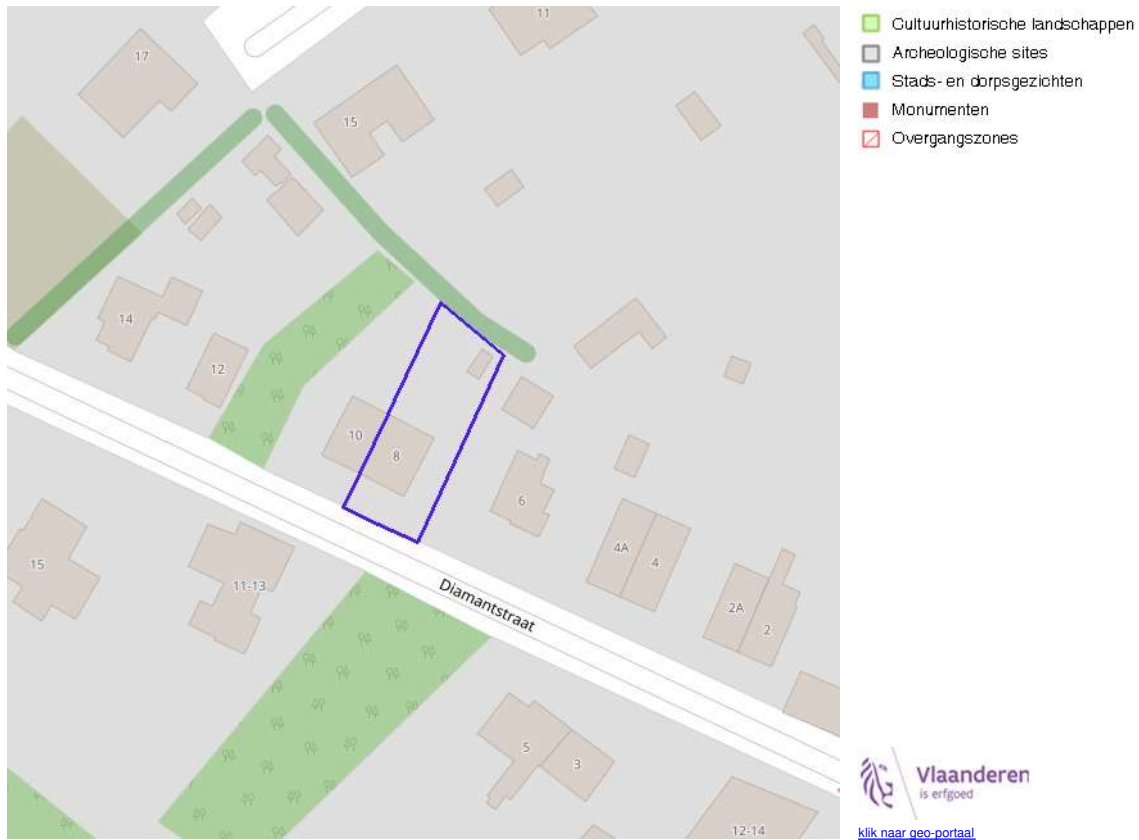 11
17
15
14
12
10
8
6
4A
4
2A
2
15
11-13
Diamantstraat
5
3
12-14
Cultuurhistorische landschappen
Archeologische sites
Stads- en dorpsgezichten
Monumenten
Overgangszones
Vlaanderen
is erfgoed
klik naar geo-portaal